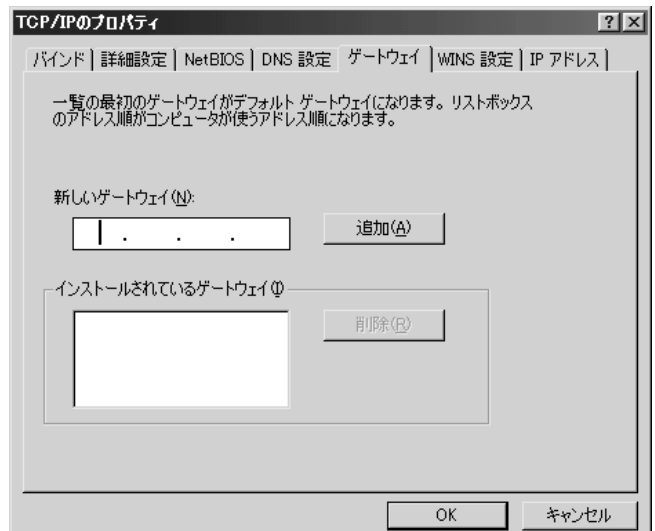 TCP/IPのプロパティ
バインド 詳細設定 NetBIOS DNS 設定 ゲートウェイ WINS 設定 IP アドレス
一覧の最初のゲートウェイがデフォルト ゲートウェイになります。リストボックス
のアドレス順がコンピュータが使うアドレス順になります。
新しいゲートウェイ(N):
. . .
追加(A)
インストールされているゲートウェイ(I)
削除(R)
OK キャンセル